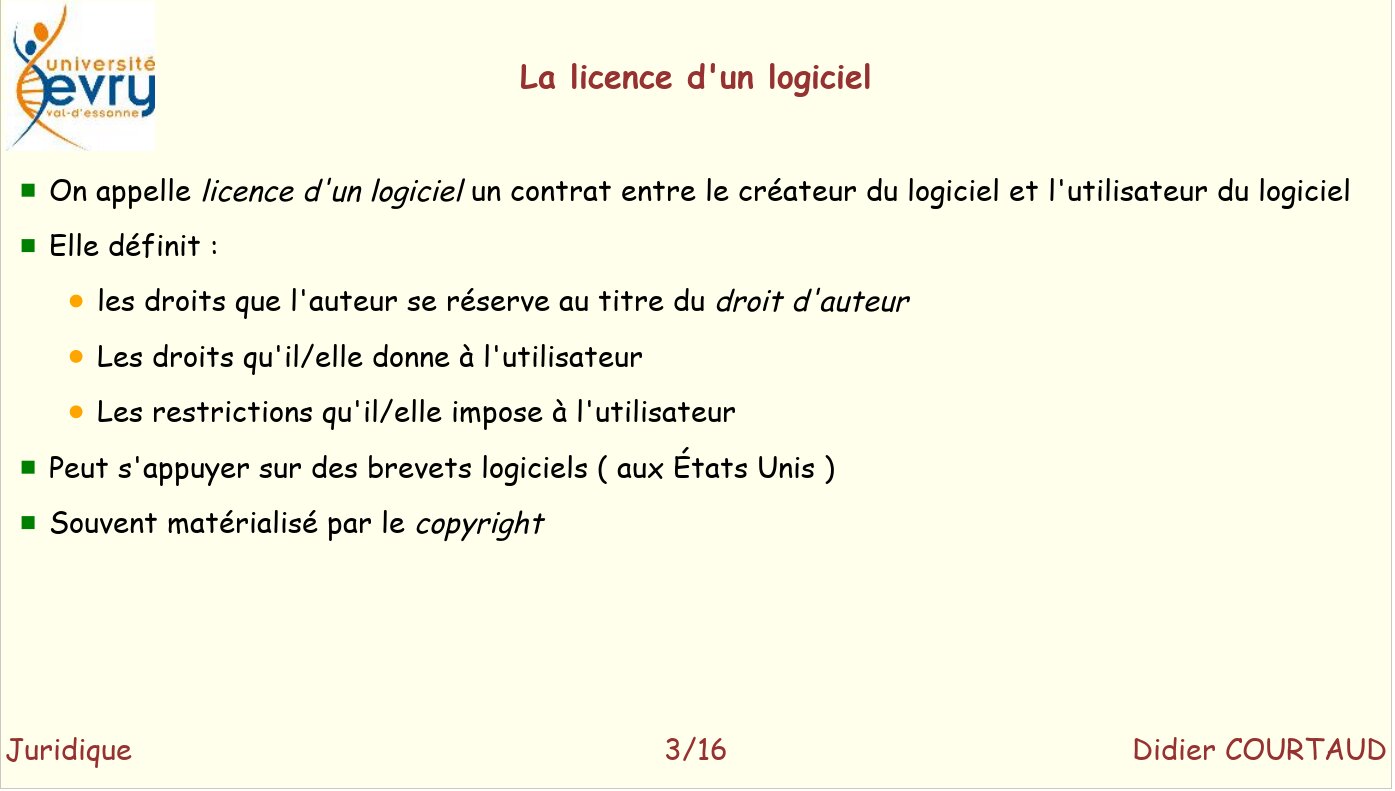 université
evry
val-d'essonne
La licence d'un logiciel
On appelle licence d'un logiciel un contrat entre le créateur du logiciel et l'utilisateur du logiciel
Elle définit :
les droits que l'auteur se réserve au titre du droit d'auteur
Les droits qu'il/elle donne à l'utilisateur
Les restrictions qu'il/elle impose à l'utilisateur
Peut s'appuyer sur des brevets logiciels ( aux États Unis )
Souvent matérialisé par le copyright
Juridique
3/16
Didier COURTAUD